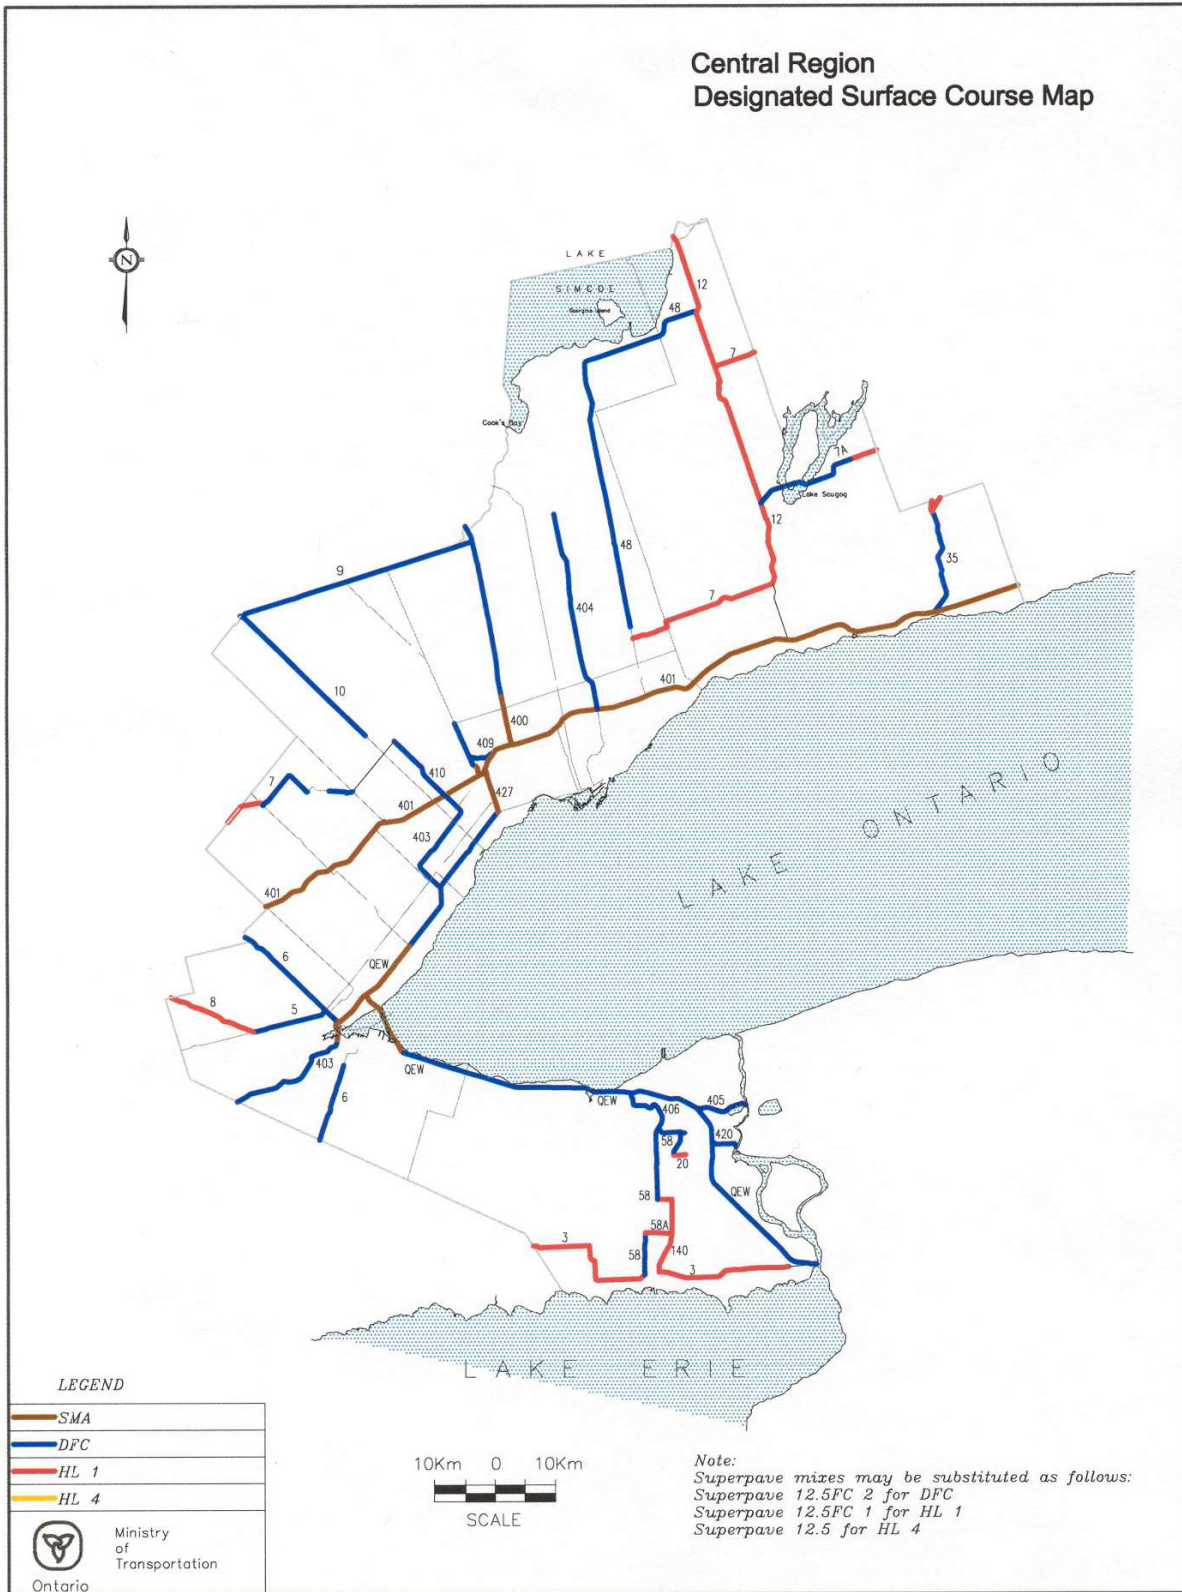 Central Region
Designated Surface Course Map
N
LAKE
SIMCOE
Georgina Island
12
48
7
Cook's Bay
7A
Lake Scugog
12
35
48
9
404
7
10
401
400
409
410
427
7
401
403
LAKE ONTARIO
401
6
QEW
8
5
403
QEW
6
QEW
405
406
420
58
20
QEW
58
58A
3
58
140
3
LAKE ERIE
LEGEND
SMA
DFC
HL 1
HL 4
Ministry
of
Transportation
Ontario
10Km 0 10Km
SCALE
Note:
Superpave mixes may be substituted as follows:
Superpave 12.5FC 2 for DFC
Superpave 12.5FC 1 for HL 1
Superpave 12.5 for HL 4